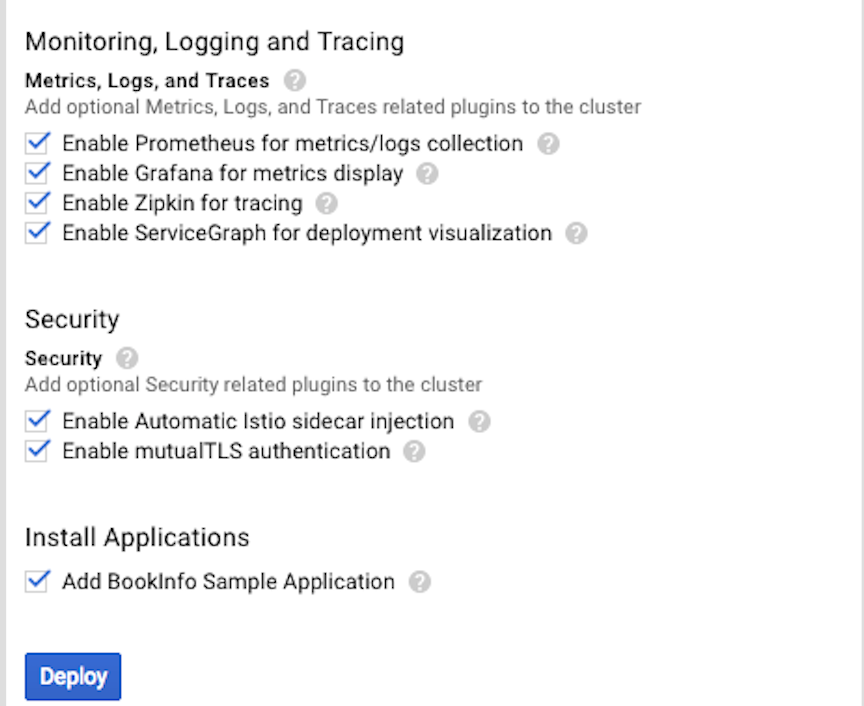 Monitoring, Logging and Tracing
Metrics, Logs, and Traces ?
Add optional Metrics, Logs, and Traces related plugins to the cluster
Enable Prometheus for metrics/logs collection ?
Enable Grafana for metrics display ?
Enable Zipkin for tracing ?
Enable ServiceGraph for deployment visualization ?
Security
Security ?
Add optional Security related plugins to the cluster
Enable Automatic Istio sidecar injection ?
Enable mutualTLS authentication ?
Install Applications
Add BookInfo Sample Application ?
Deploy